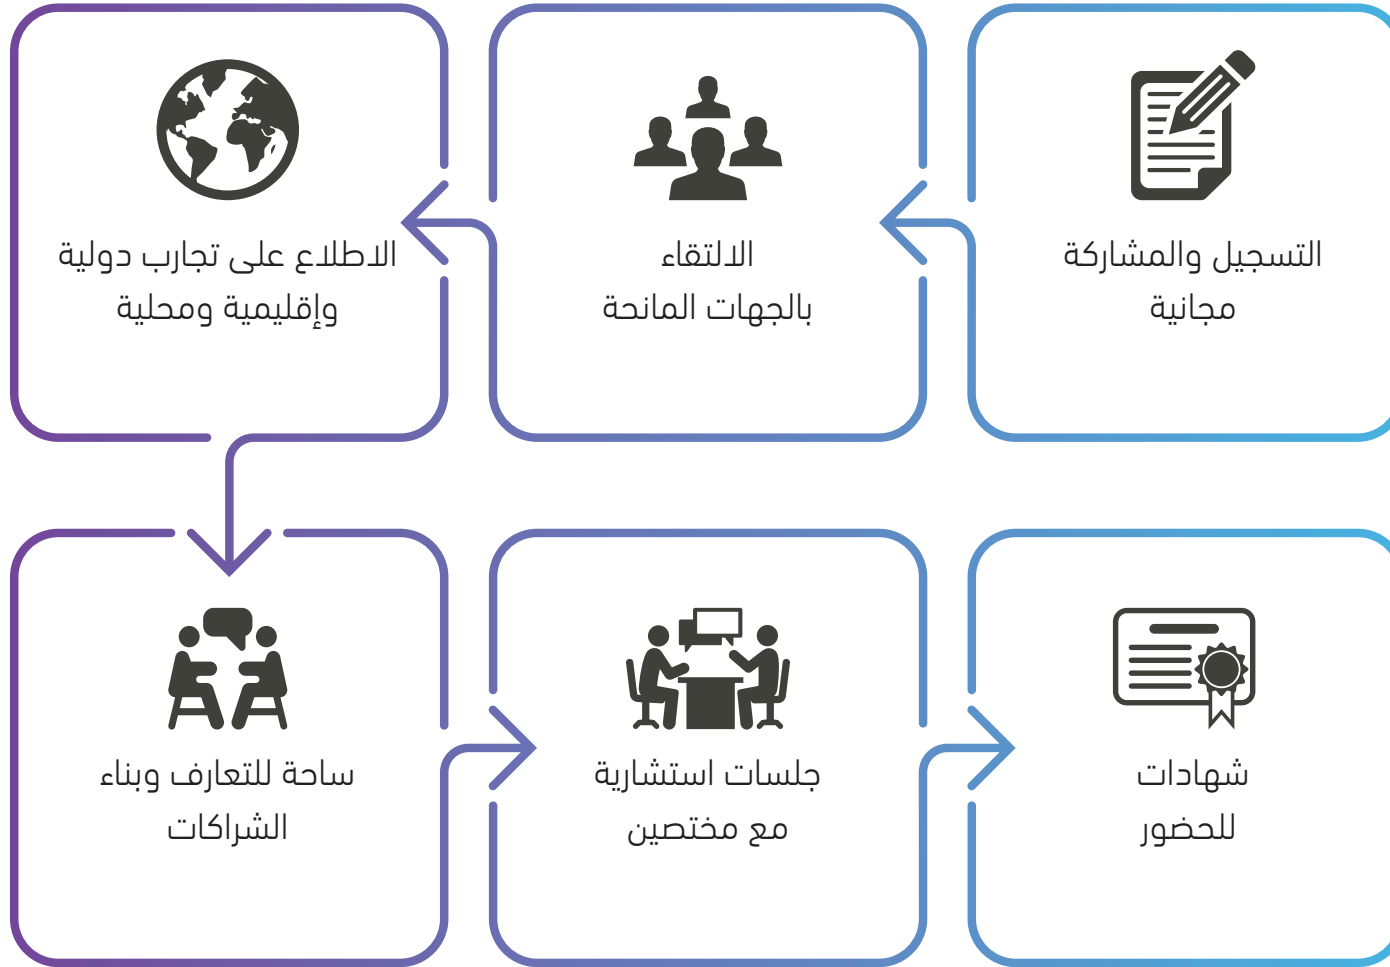 التسجيل والمشاركة
مجانية
الالتقاء
بالجهات المانحة
الاطلاع على تجارب دولية
وإقليمية ومحلية
ساحة للتعارف وبناء
الشراكات
جلسات استشارية
مع مختصين
شهادات
للحضور